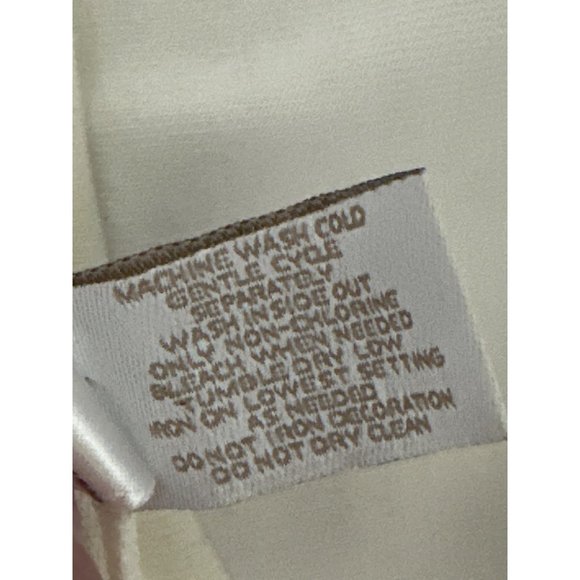 MACHINE WASH COLD
GENTLE CYCLE
SEPARATELY
WASH INSIDE OUT
ONLY NON-CHLORINE
BLEACH WHEN NEEDED
TUMBLE DRY LOW
IRON ON LOWEST SETTING
AS NEEDED
DO NOT IRON DECORATION
DO NOT DRY CLEAN